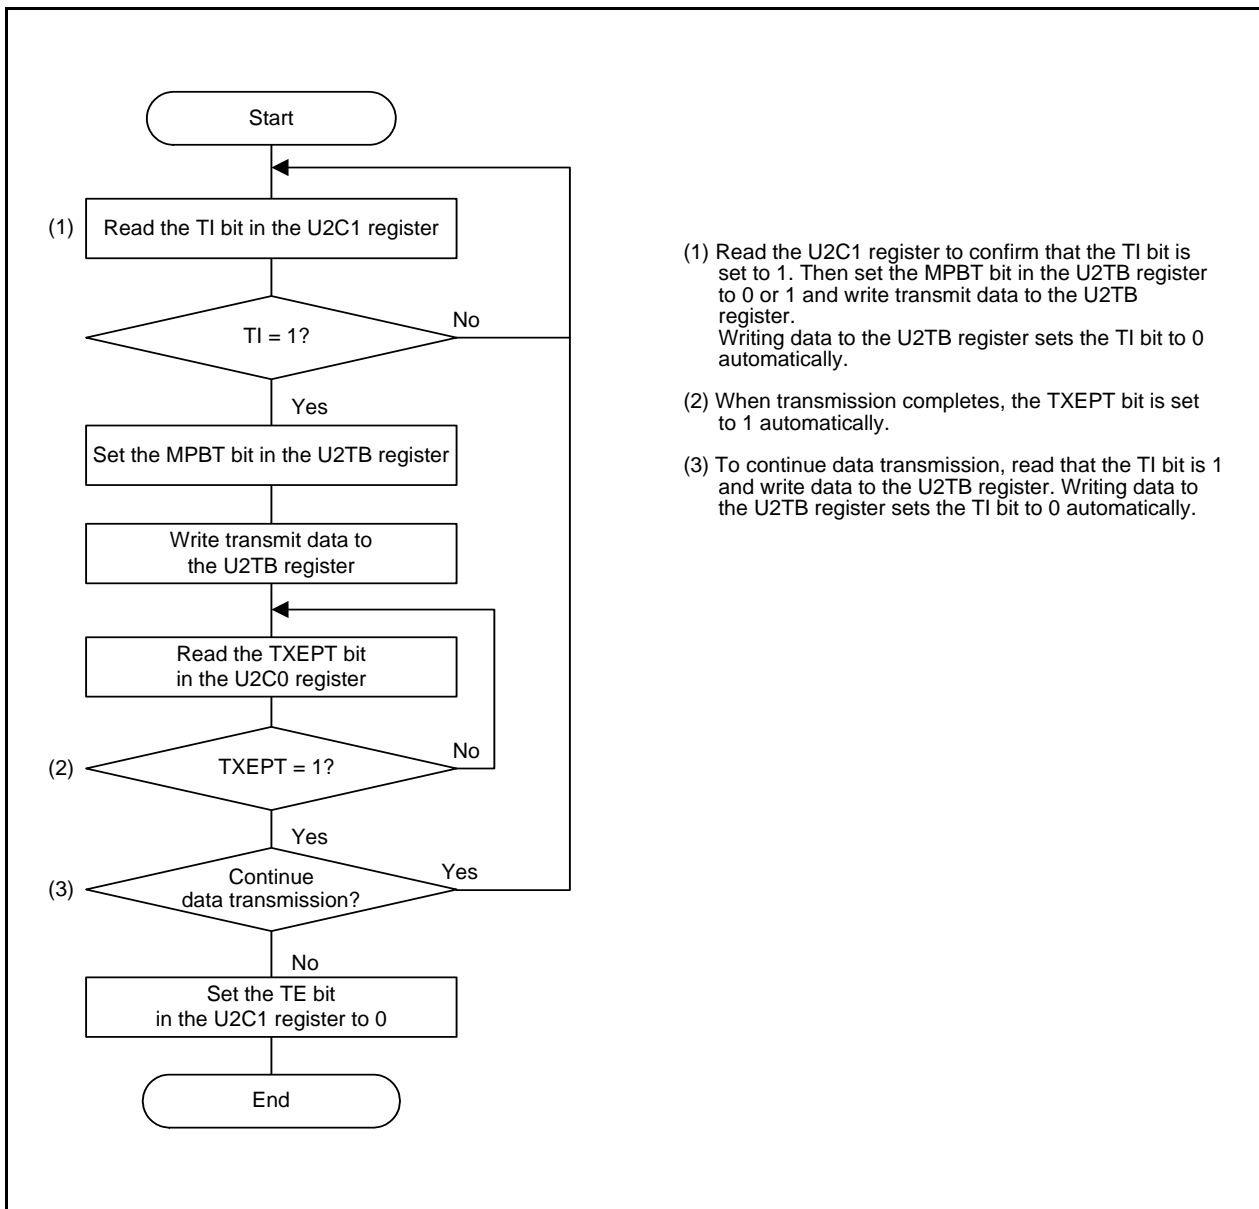 Start
(1)
Read the TI bit in the U2C1 register
TI = 1?
No
Yes
Set the MPBT bit in the U2TB register
Write transmit data to
the U2TB register
Read the TXEPT bit
in the U2C0 register
(2)
TXEPT = 1?
No
Yes
(3)
Continue
data transmission?
Yes
No
Set the TE bit
in the U2C1 register to 0
End
(1) Read the U2C1 register to confirm that the TI bit is
set to 1. Then set the MPBT bit in the U2TB register
to 0 or 1 and write transmit data to the U2TB
register.
Writing data to the U2TB register sets the TI bit to 0
automatically.
(2) When transmission completes, the TXEPT bit is set
to 1 automatically.
(3) To continue data transmission, read that the TI bit is 1
and write data to the U2TB register. Writing data to
the U2TB register sets the TI bit to 0 automatically.